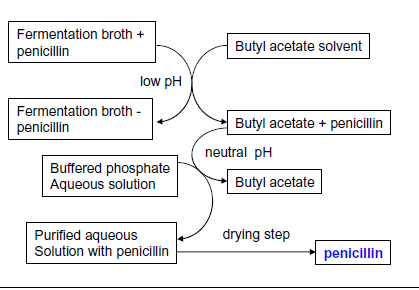 Fermentation broth +
penicillin
Butyl acetate solvent
low pH
Fermentation broth -
penicillin
Butyl acetate + penicillin
neutral pH
Buffered phosphate
Aqueous solution
Butyl acetate
Purified aqueous
Solution with penicillin
drying step
penicillin